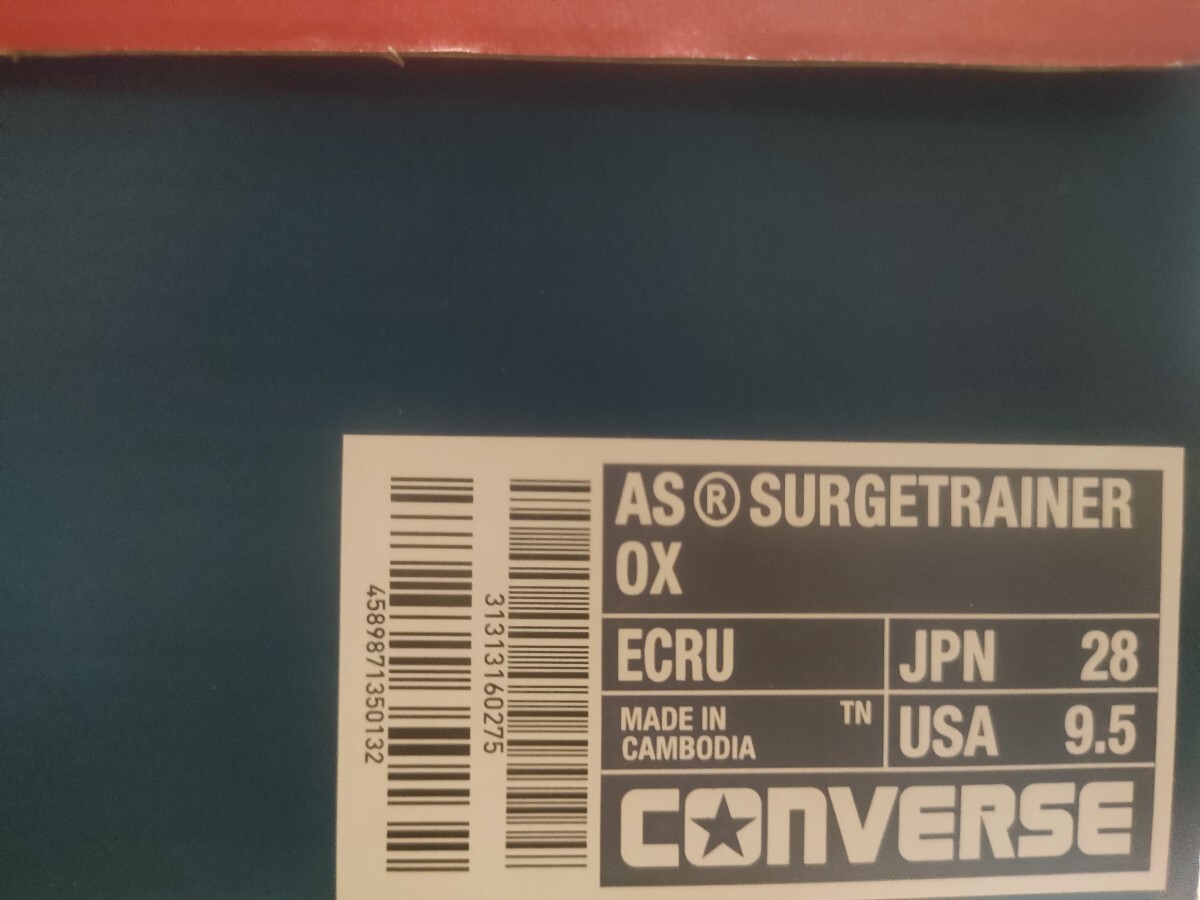 AS ® SURGETRAINER
OX
ECRU
JPN 28
MADE IN
CAMBODIA
TN
USA 9.5
CONVERSE
4589871350132
31313160275